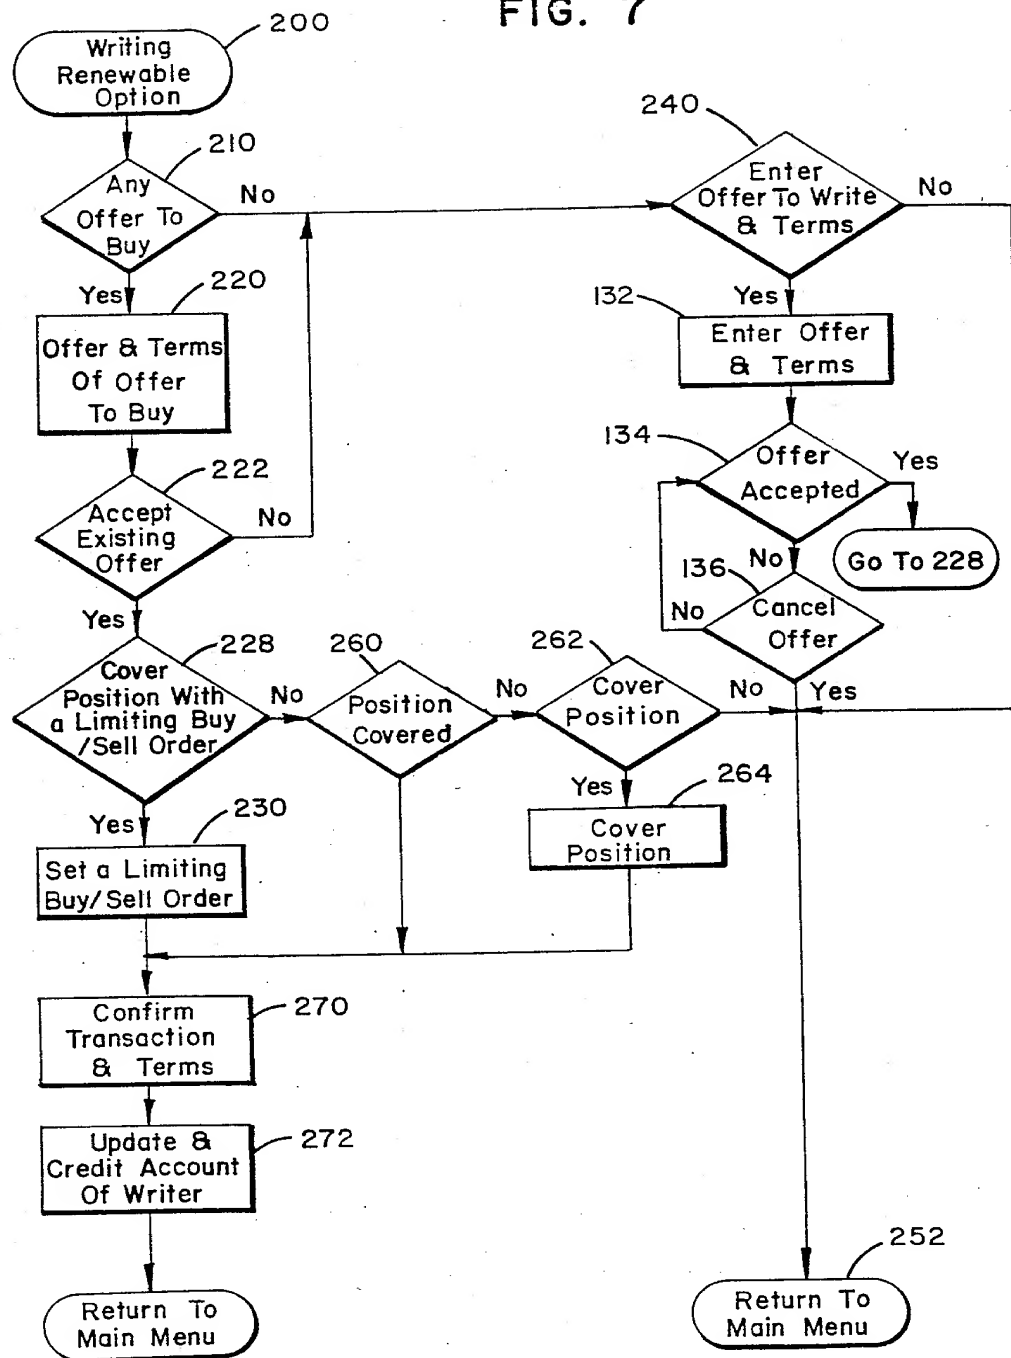 FIG. 7
200
Writing
Renewable
Option
210
Any
Offer To
Buy
No
Yes
220
Offer & Terms
Of Offer
To Buy
222
Accept
Existing
Offer
No
Yes
228
Cover
Position With
a Limiting Buy
/Sell Order
No
Yes
230
Set a Limiting
Buy/Sell Order
260
Position
Covered
No
262
Cover
Position
No
Yes
264
Cover
Position
270
Confirm
Transaction
& Terms
272
Update &
Credit Account
Of Writer
Return To
Main Menu
240
Enter
Offer To Write
& Terms
No
Yes
132
Enter Offer
& Terms
134
Offer
Accepted
Yes
Go To 228
No
136
Cancel
Offer
No
Yes
252
Return To
Main Menu